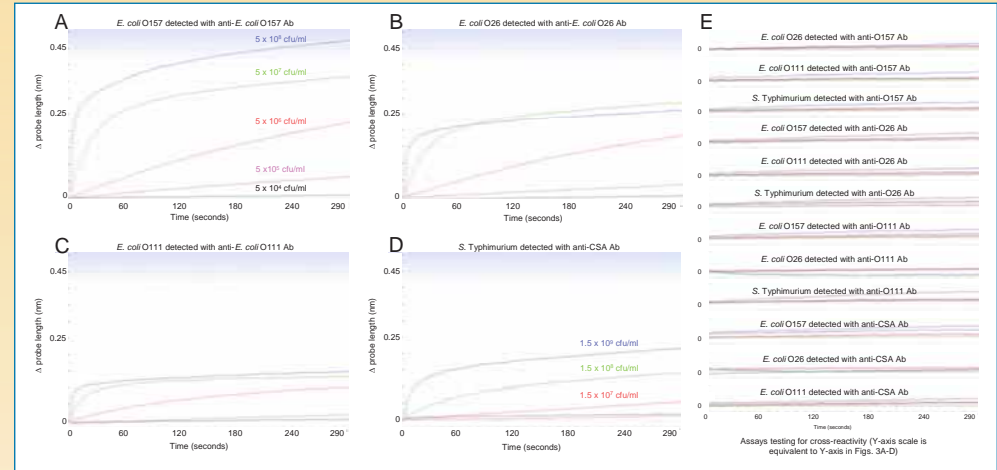 A
E. coli O157 detected with anti-E. coli O157 Ab
0.45
0.25
0
Δ probe length (nm)
5 x 10⁸ cfu/ml
5 x 10⁷ cfu/ml
5 x 10⁶ cfu/ml
5 x10⁵ cfu/ml
5 x 10⁴ cfu/ml
0 60 120 180 240 290
Time (seconds)
B
E. coli O26 detected with anti-E. coli O26 Ab
0.45
0.25
0
Δ probe length (nm)
0 60 120 180 240 290
Time (seconds)
C
E. coli O111 detected with anti-E. coli O111 Ab
0.45
0.25
0
Δ probe length (nm)
0 60 120 180 240 290
Time (seconds)
D
S. Typhimurium detected with anti-CSA Ab
0.45
0.25
0
Δ probe length (nm)
1.5 x 10⁹ cfu/ml
1.5 x 10⁸ cfu/ml
1.5 x 10⁷ cfu/ml
0 60 120 180 240 290
Time (seconds)
E
E. coli O26 detected with anti-O157 Ab
0
E. coli O111 detected with anti-O157 Ab
0
S. Typhimurium detected with anti-O157 Ab
0
E. coli O157 detected with anti-O26 Ab
0
E. coli O111 detected with anti-O26 Ab
0
S. Typhimurium detected with anti-O26 Ab
0
E. coli O157 detected with anti-O111 Ab
0
E. coli O26 detected with anti-O111 Ab
0
S. Typhimurium detected with anti-O111 Ab
0
E. coli O157 detected with anti-CSA Ab
0
E. coli O26 detected with anti-CSA Ab
0
E. coli O111 detected with anti-CSA Ab
0
0 60 120 180 240 290
Time (seconds)
Assays testing for cross-reactivity (Y-axis scale is
equivalent to Y-axis in Figs. 3A-D)